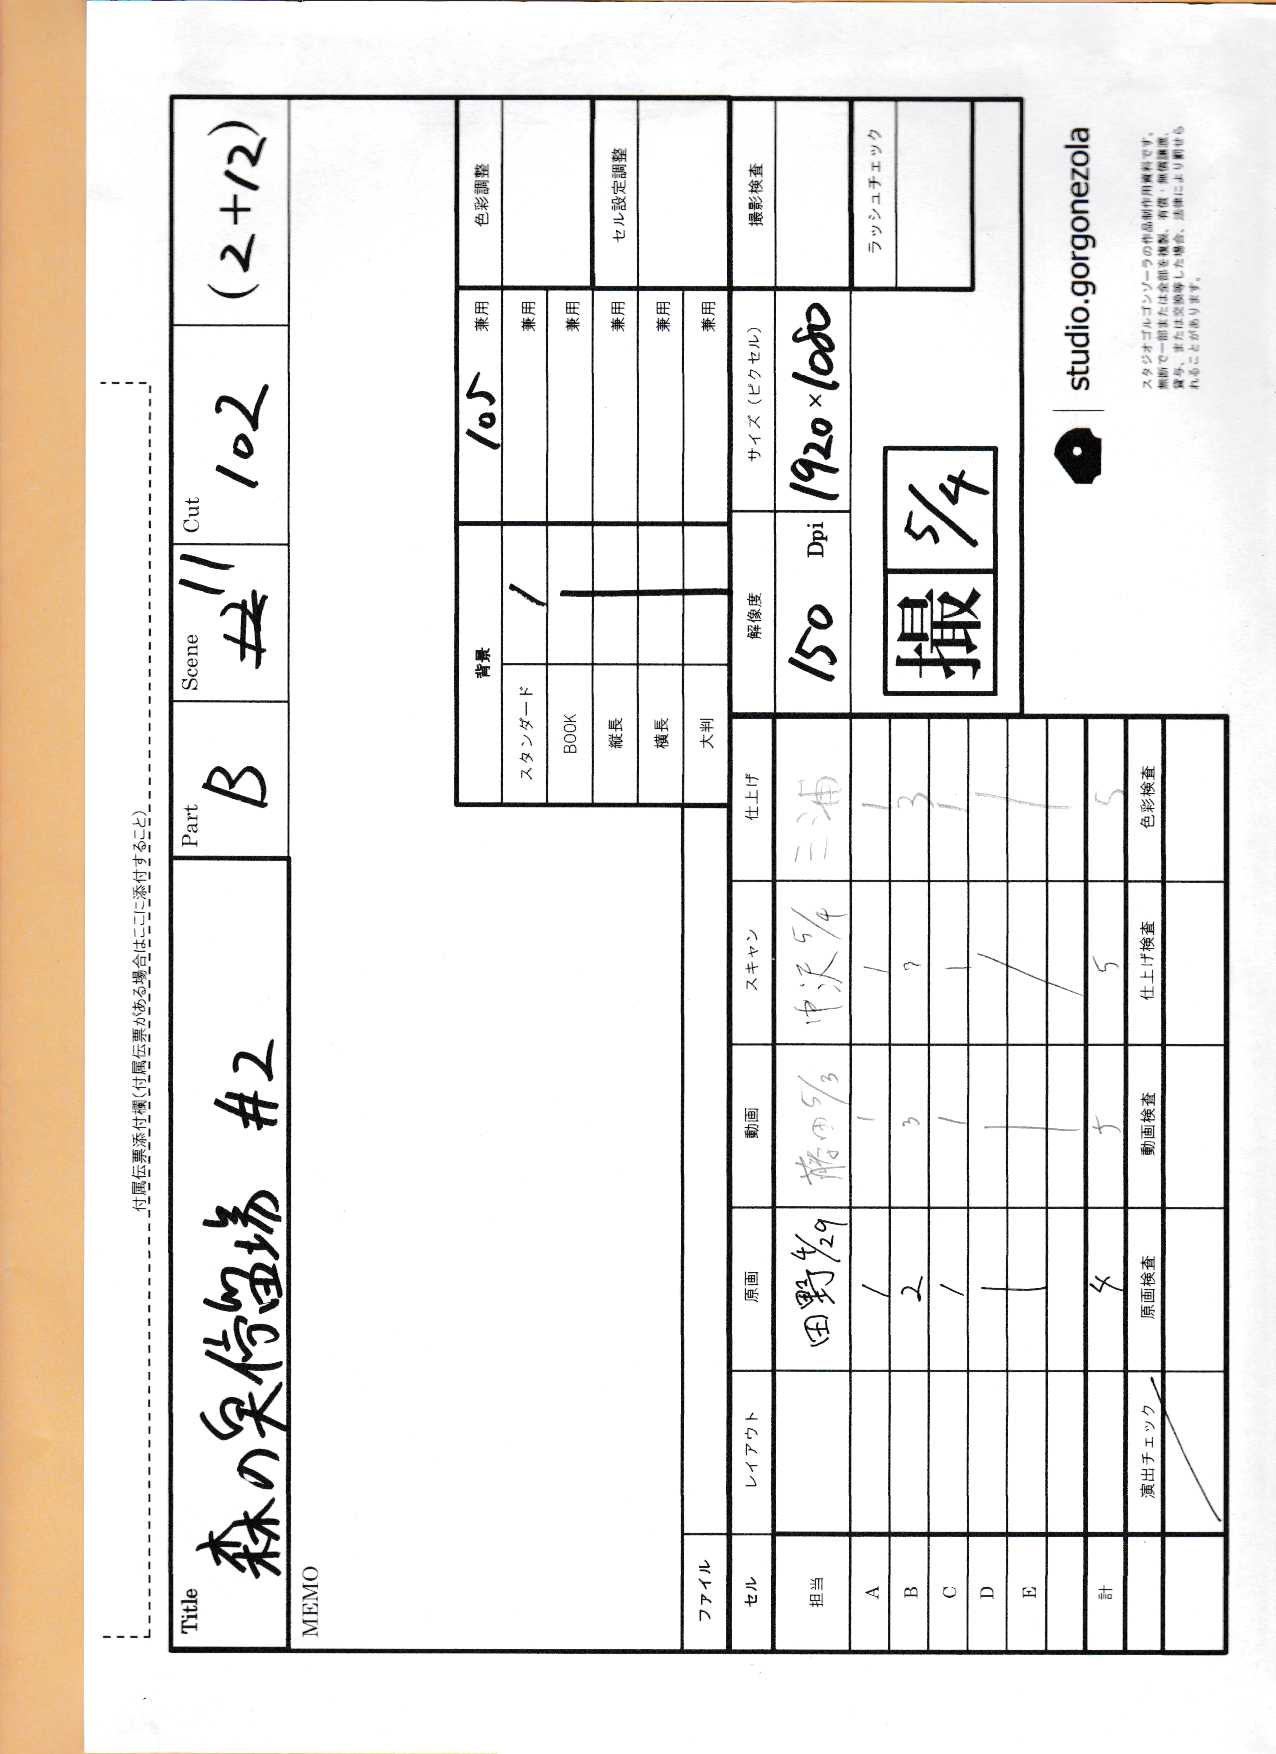 付属伝票添付欄(付属伝票がある場合はここに添付すること)
Title 森の臭停留場 #2
Part B
Scene #11
Cut 102
(2+12)
MEMO
背景 105 兼用 色彩調整
スタンダード 1 兼用
BOOK 兼用
縦長 兼用 セル設定調整
横長 兼用
大判 兼用
ファイル
解像度 サイズ(ピクセル) 撮影検査
150 Dpi 1920×1080
ラッシュチェック
撮 5/4
セル レイアウト 原画 動画 スキャン 仕上げ
担当 田野 4/29 藤田 5/3 中沢 5/4 三浦
A 1 1 1 1
B 2 3 3 3
C 1 1 1 1
D
E
計 4 5 5 5
演出チェック 原画検査 動画検査 仕上げ検査 色彩検査
studio.gorgonezola
スタジオゴルゴンゾーラの作品制作用資料です。
無断で一部または全部を複製、有償・無償譲渡、
貸与、または交換等した場合、法律により罰せら
れることがあります。